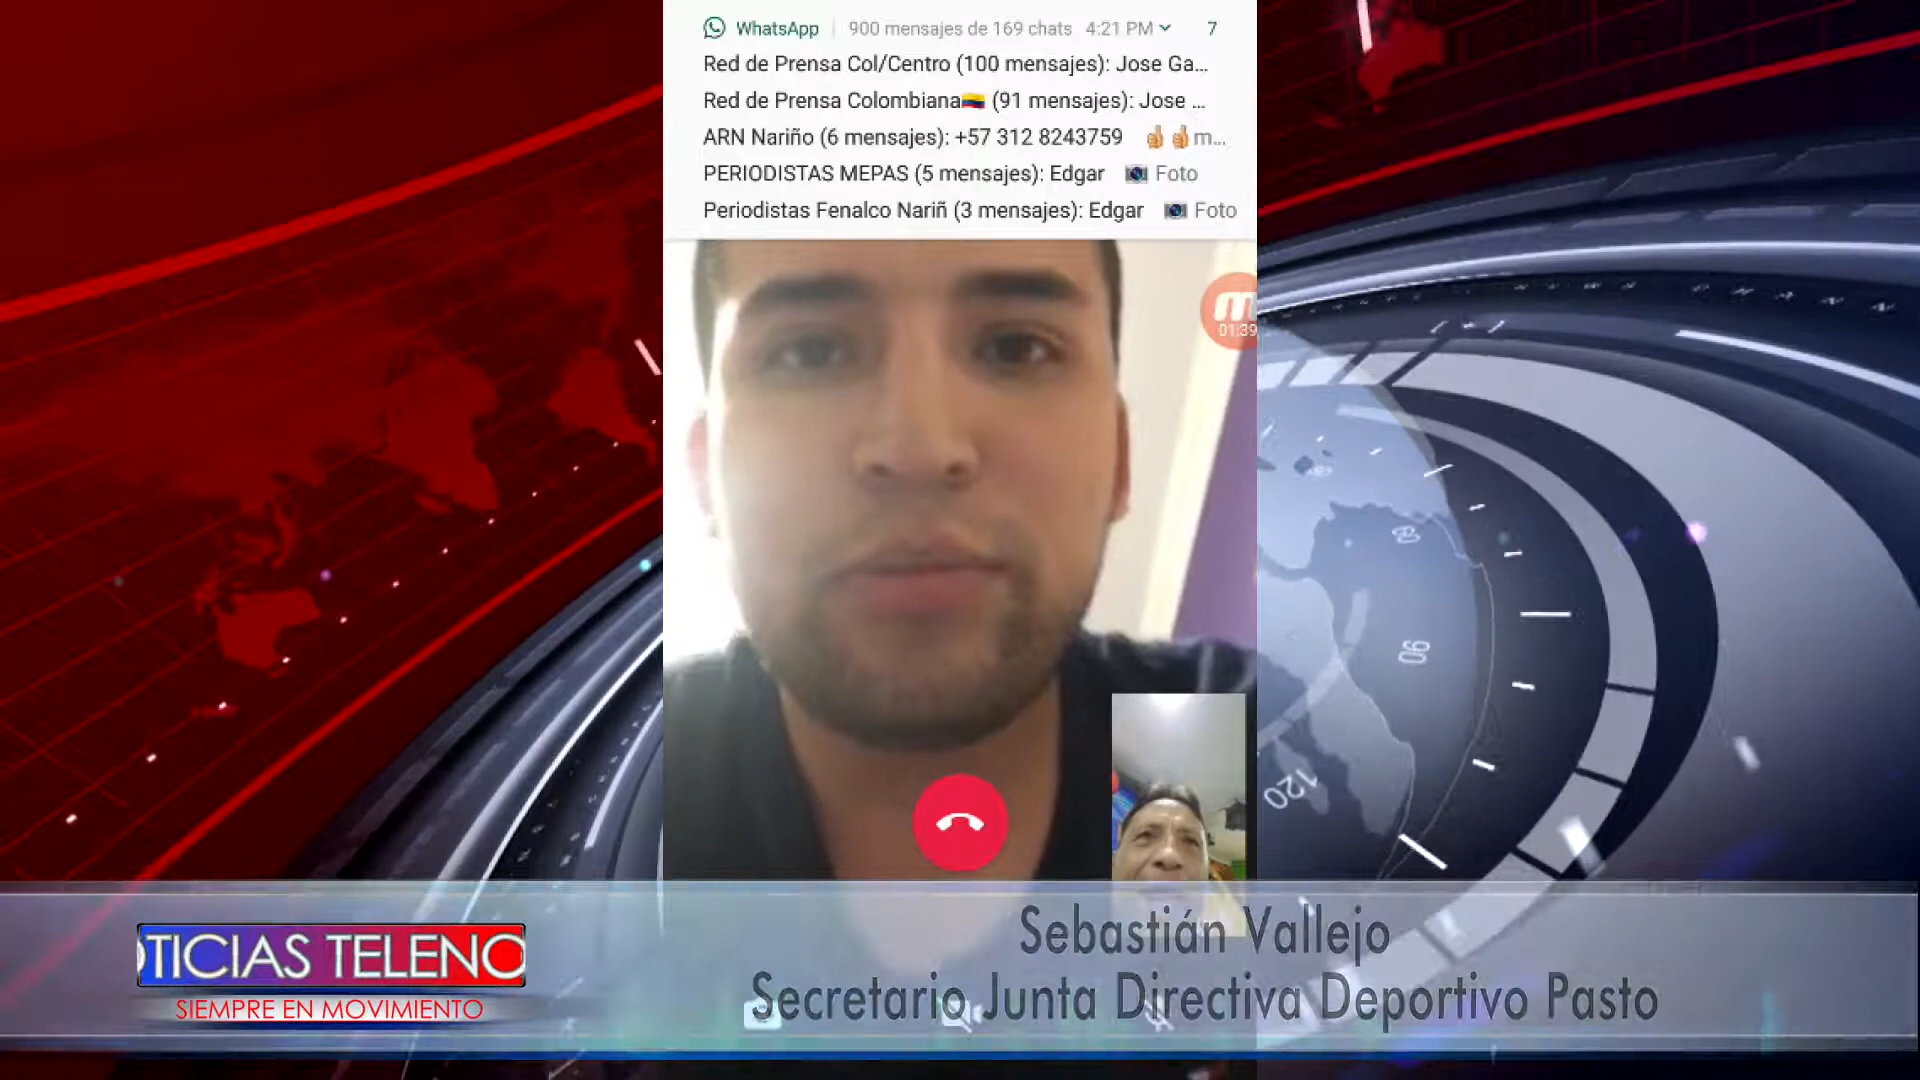 WhatsApp | 900 mensajes de 169 chats 4:21 PM 7
Red de Prensa Col/Centro (100 mensajes): Jose Ga...
Red de Prensa Colombiana🇨🇴 (91 mensajes): Jose ...
ARN Nariño (6 mensajes): +57 312 8243759 👍👍m...
PERIODISTAS MEPAS (5 mensajes): Edgar 📷 Foto
Periodistas Fenalco Nariñ (3 mensajes): Edgar 📷 Foto
01:39
90
120
Sebastián Vallejo
Secretario Junta Directiva Deportivo Pasto
OTICIAS TELENO
SIEMPRE EN MOVIMIENTO